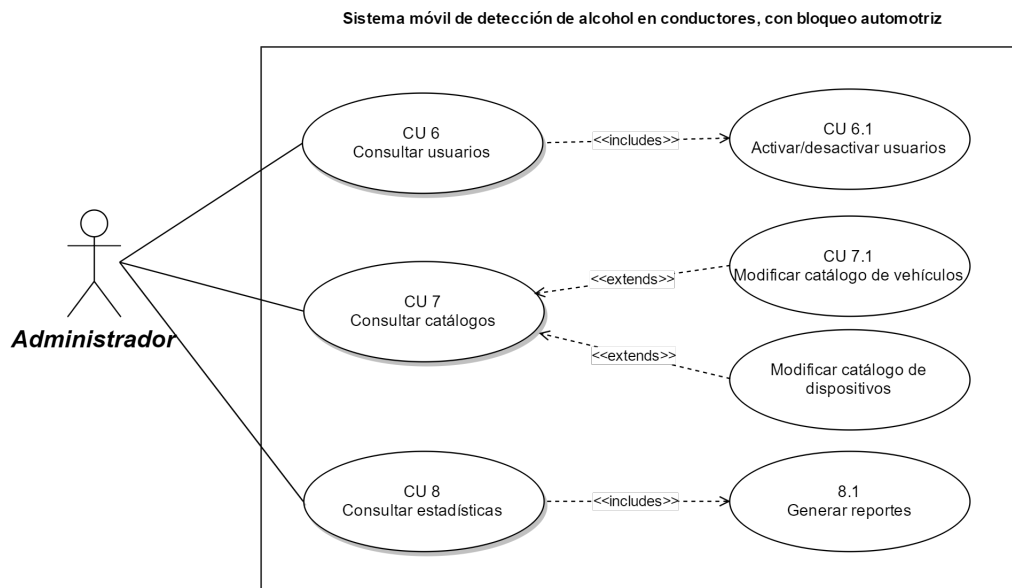 Sistema móvil de detección de alcohol en conductores, con bloqueo automotriz
CU 6
Consultar usuarios
<<includes>>
CU 6.1
Activar/desactivar usuarios
Administrador
CU 7
Consultar catálogos
<<extends>>
CU 7.1
Modificar catálogo de vehículos
<<extends>>
Modificar catálogo de
dispositivos
CU 8
Consultar estadísticas
<<includes>>
8.1
Generar reportes